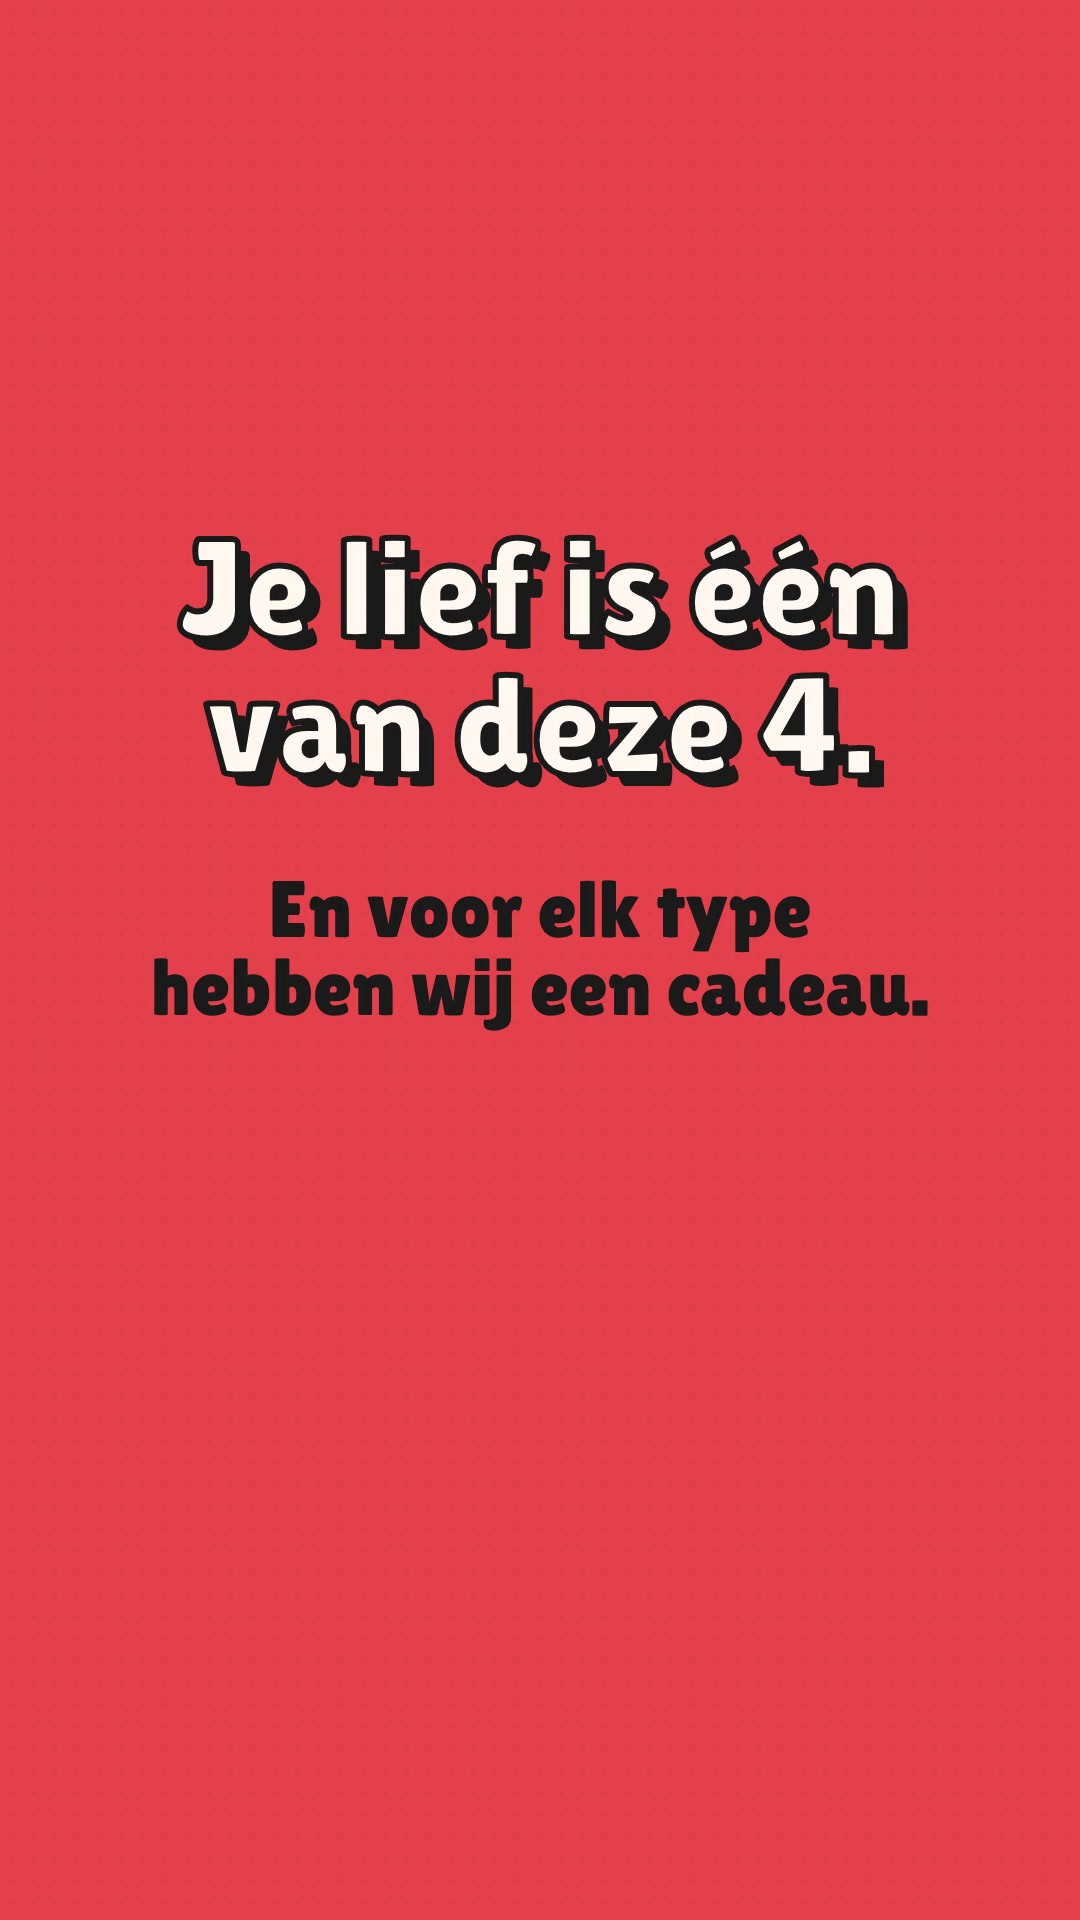 Je lief is één
van deze 4.
En voor elk type
hebben wij een cadeau.